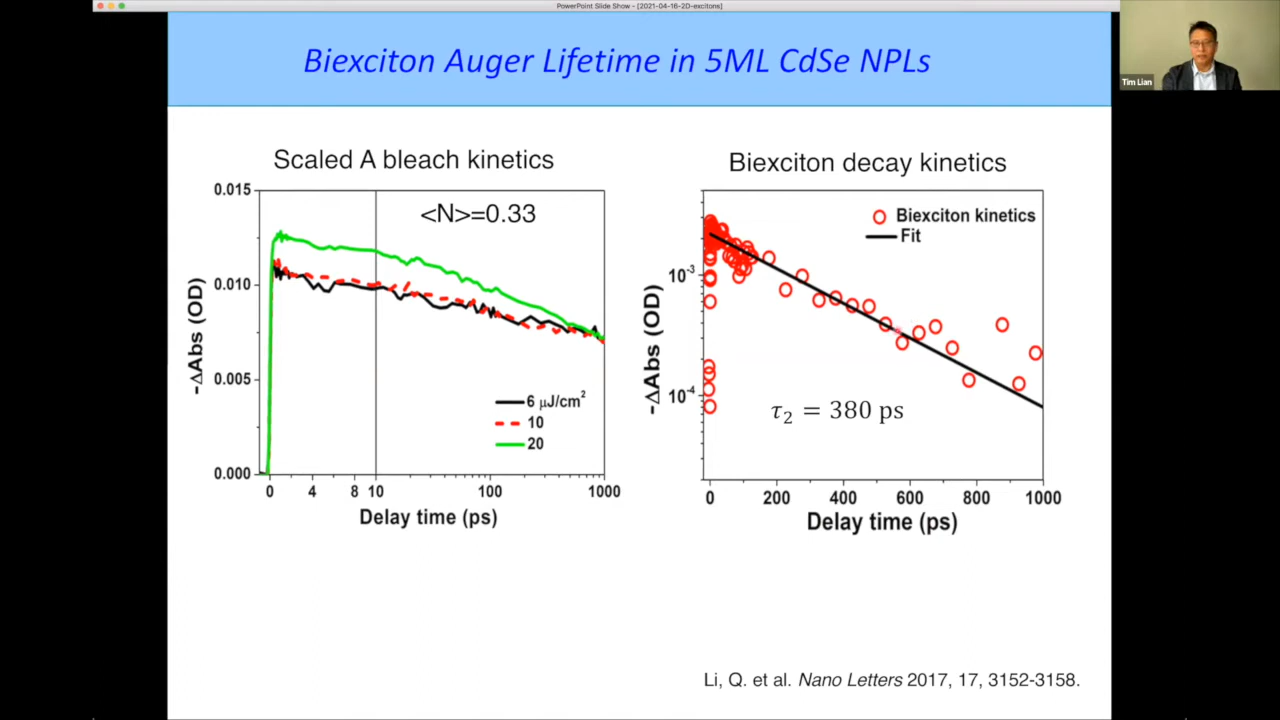 PowerPoint Slide Show - [2021-04-16-2D-excitons]
Tim Lian
Biexciton Auger Lifetime in 5ML CdSe NPLs
Scaled A bleach kinetics
<N>=0.33
0.015
0.010
0.005
0.000
-ΔAbs (OD)
6 μJ/cm²
10
20
0 4 8 10 100 1000
Delay time (ps)
Biexciton decay kinetics
Biexciton kinetics
Fit
10⁻³
10⁻⁴
-ΔAbs (OD)
τ₂ = 380 ps
0 200 400 600 800 1000
Delay time (ps)
Li, Q. et al. Nano Letters 2017, 17, 3152-3158.